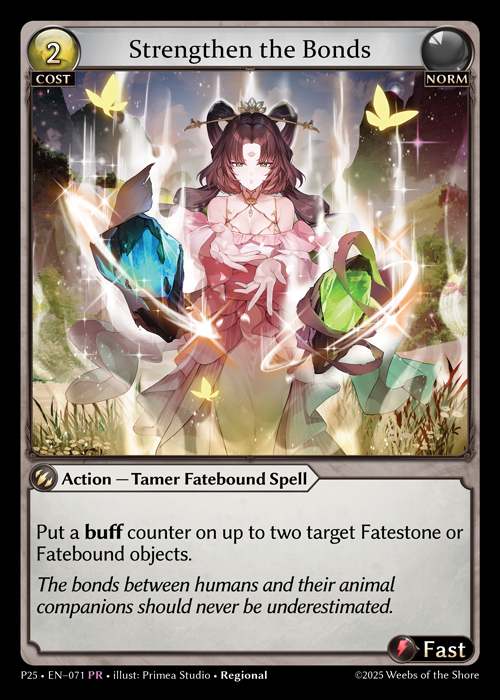 2
Strengthen the Bonds
COST
NORM
Action — Tamer Fatebound Spell
Put a buff counter on up to two target Fatestone or
Fatebound objects.
The bonds between humans and their animal
companions should never be underestimated.
Fast
P25 • EN–071 PR • illust: Primea Studio • Regional
©2025 Weebs of the Shore